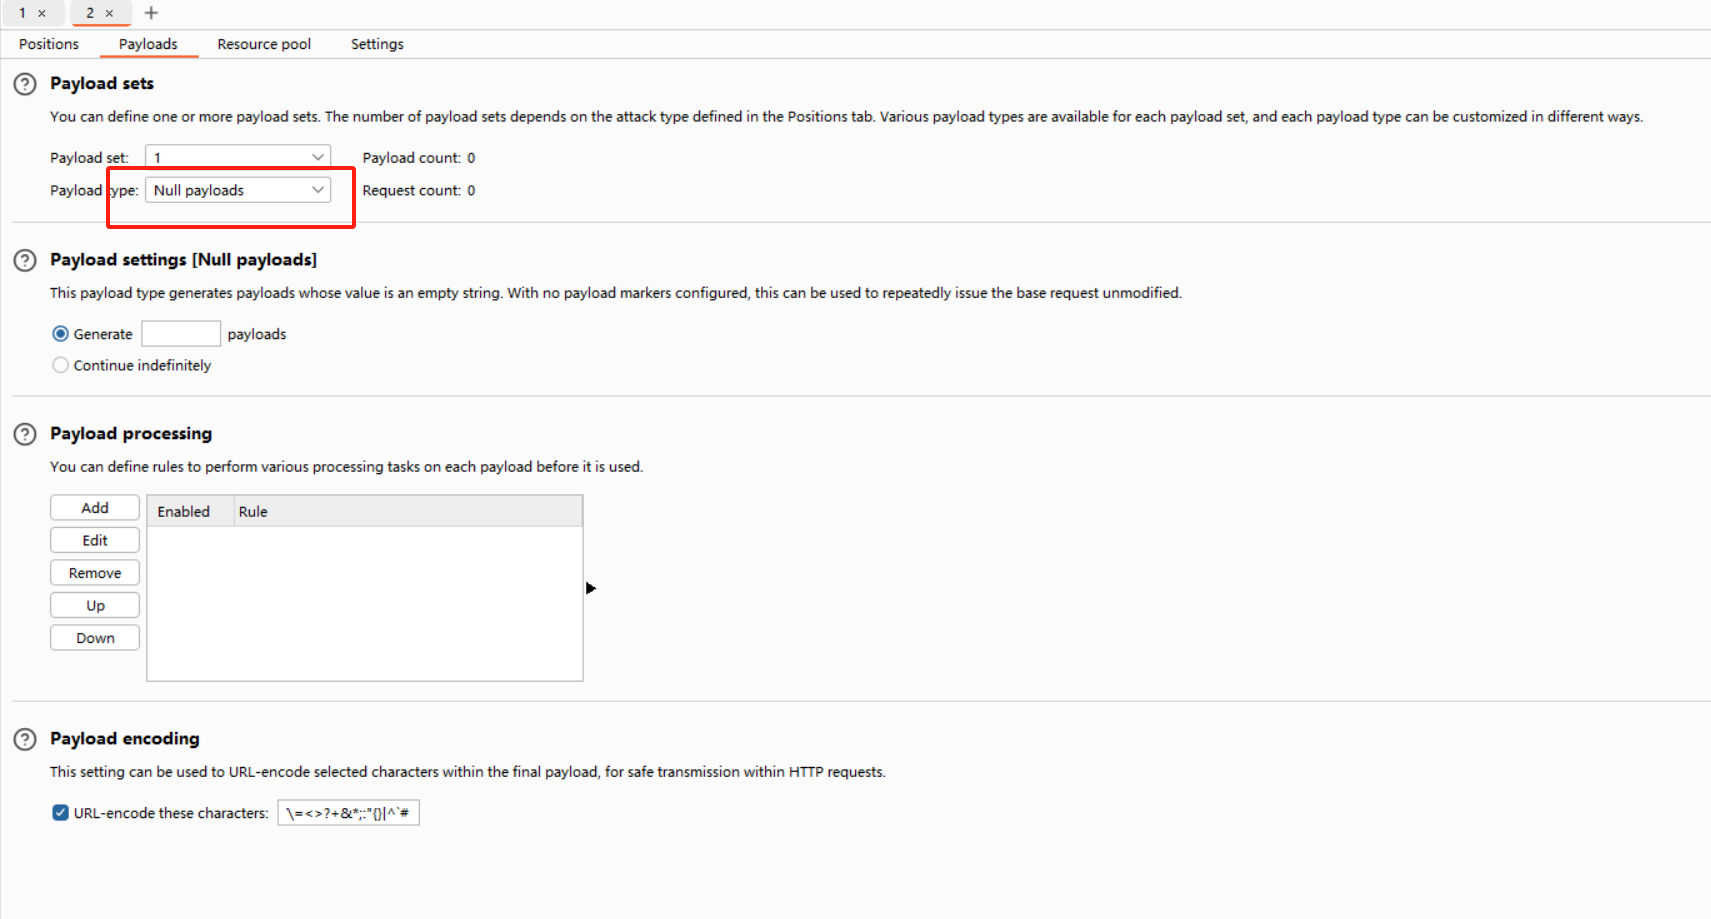 1 × 2 × +
Positions Payloads Resource pool Settings
? Payload sets
You can define one or more payload sets. The number of payload sets depends on the attack type defined in the Positions tab. Various payload types are available for each payload set, and each payload type can be customized in different ways.
Payload set: 1 Payload count: 0
Payload type: Null payloads Request count: 0
? Payload settings [Null payloads]
This payload type generates payloads whose value is an empty string. With no payload markers configured, this can be used to repeatedly issue the base request unmodified.
Generate payloads
Continue indefinitely
? Payload processing
You can define rules to perform various processing tasks on each payload before it is used.
Add Enabled Rule
Edit
Remove
Up
Down
? Payload encoding
This setting can be used to URL-encode selected characters within the final payload, for safe transmission within HTTP requests.
URL-encode these characters: \=<>?+&*;:"{}|^`#